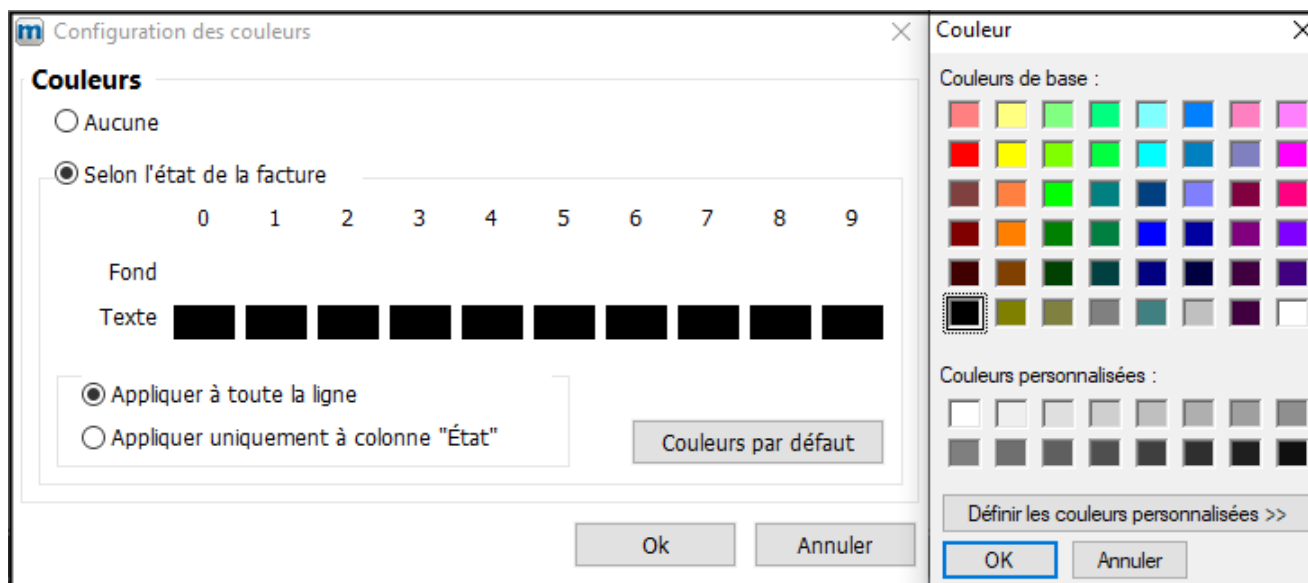 m Configuration des couleurs
Couleurs
Aucune
Selon l'état de la facture
0 1 2 3 4 5 6 7 8 9
Fond
Texte
Appliquer à toute la ligne
Appliquer uniquement à colonne "État"
Couleurs par défaut
Ok Annuler
Couleur
Couleurs de base :
Couleurs personnalisées :
Définir les couleurs personnalisées >>
OK Annuler